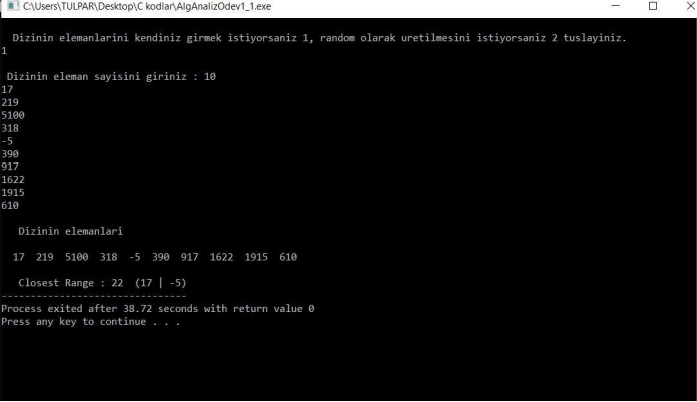 C:\Users\TULPAR\Desktop\C kodlar\AlgAnalizOdev1_1.exe
Dizinin elemanlarini kendiniz girmek istiyorsaniz 1, random olarak uretilmesini istiyorsaniz 2 tuslayiniz.
1
Dizinin eleman sayisini giriniz : 10
17
219
5100
318
-5
390
917
1622
1915
610
Dizinin elemanlari
17 219 5100 318 -5 390 917 1622 1915 610
Closest Range : 22 (17 | -5)
--------------------------------
Process exited after 38.72 seconds with return value 0
Press any key to continue . . .